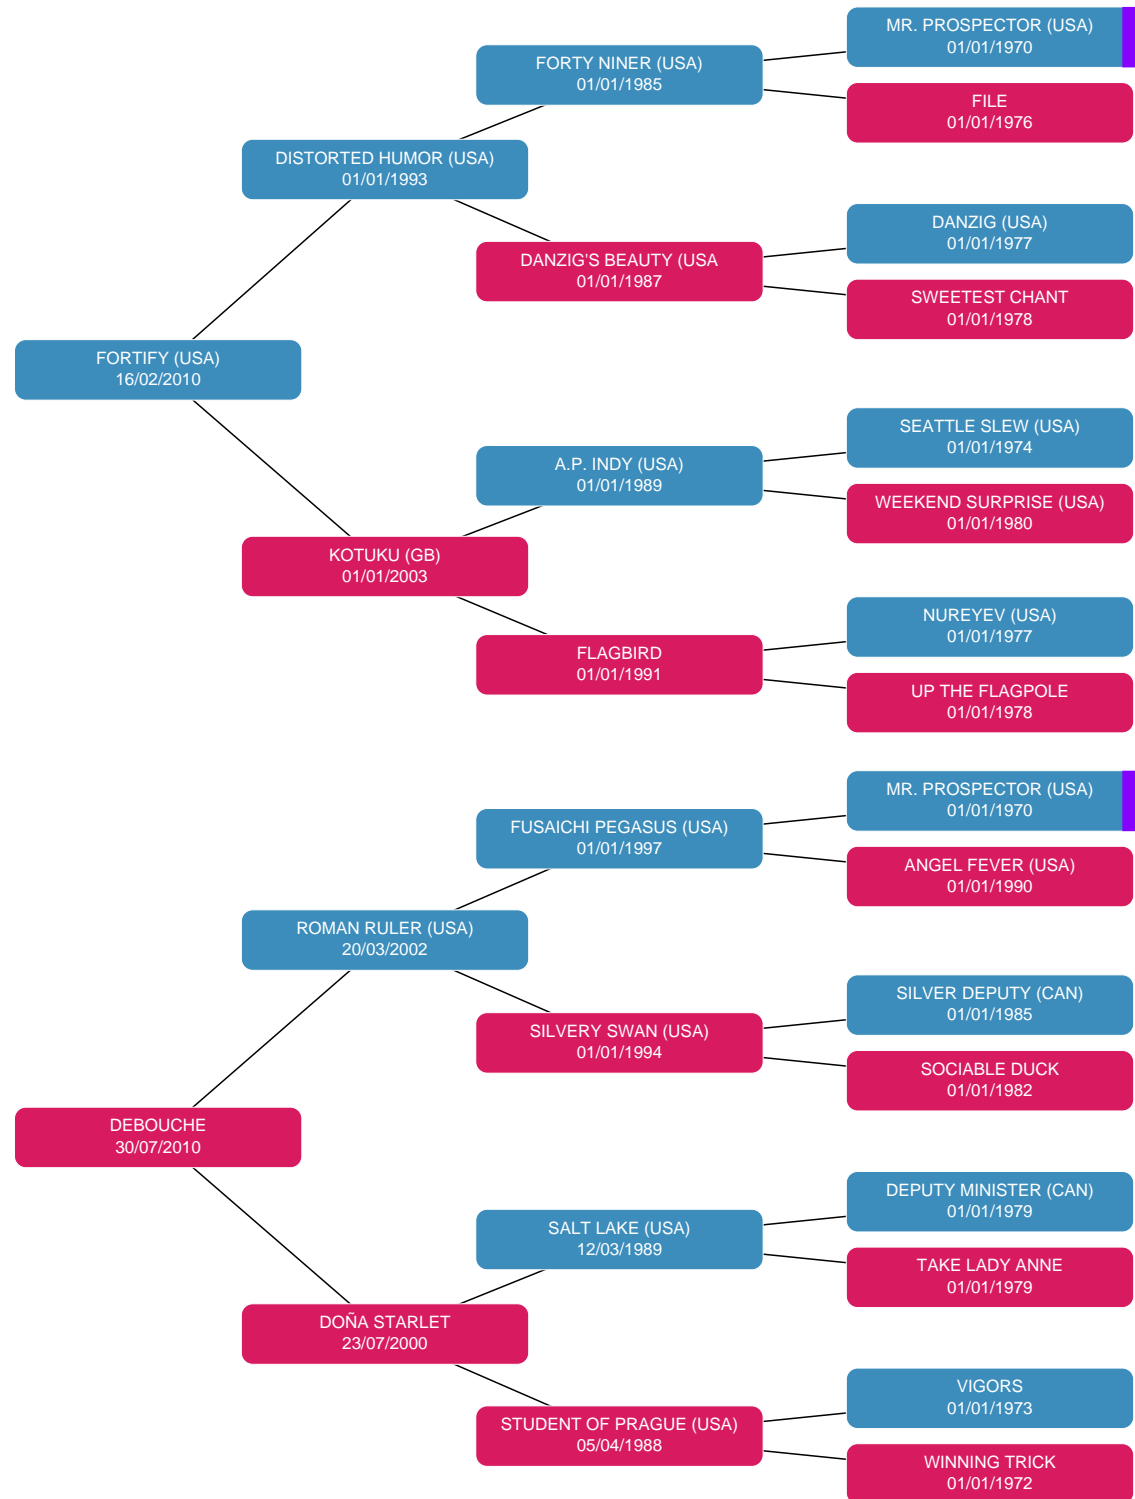 MR. PROSPECTOR (USA)
01/01/1970
FORTY NINER (USA)
01/01/1985
FILE
01/01/1976
DISTORTED HUMOR (USA)
01/01/1993
DANZIG (USA)
01/01/1977
DANZIG'S BEAUTY (USA
01/01/1987
SWEETEST CHANT
01/01/1978
FORTIFY (USA)
16/02/2010
SEATTLE SLEW (USA)
01/01/1974
A.P. INDY (USA)
01/01/1989
WEEKEND SURPRISE (USA)
01/01/1980
KOTUKU (GB)
01/01/2003
NUREYEV (USA)
01/01/1977
FLAGBIRD
01/01/1991
UP THE FLAGPOLE
01/01/1978
MR. PROSPECTOR (USA)
01/01/1970
FUSAICHI PEGASUS (USA)
01/01/1997
ANGEL FEVER (USA)
01/01/1990
ROMAN RULER (USA)
20/03/2002
SILVER DEPUTY (CAN)
01/01/1985
SILVERY SWAN (USA)
01/01/1994
SOCIABLE DUCK
01/01/1982
DEBOUCHE
30/07/2010
DEPUTY MINISTER (CAN)
01/01/1979
SALT LAKE (USA)
12/03/1989
TAKE LADY ANNE
01/01/1979
DOÑA STARLET
23/07/2000
VIGORS
01/01/1973
STUDENT OF PRAGUE (USA)
05/04/1988
WINNING TRICK
01/01/1972